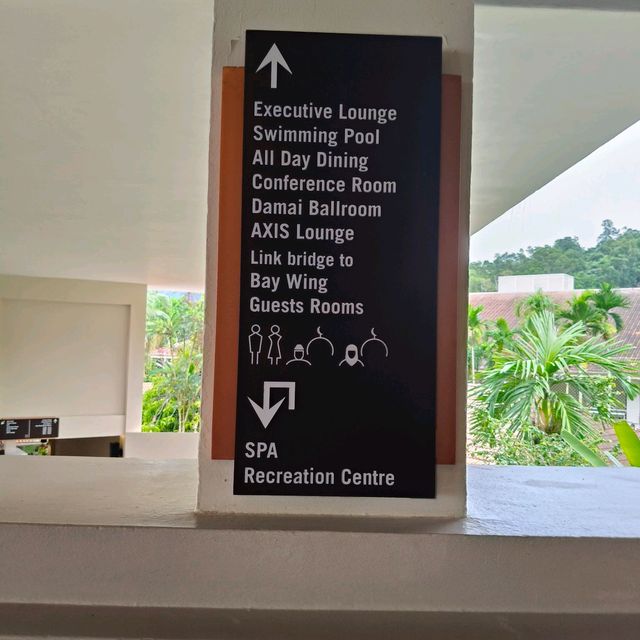 Executive Lounge
Swimming Pool
All Day Dining
Conference Room
Damai Ballroom
AXIS Lounge
Link bridge to
Bay Wing
Guests Rooms
SPA
Recreation Centre